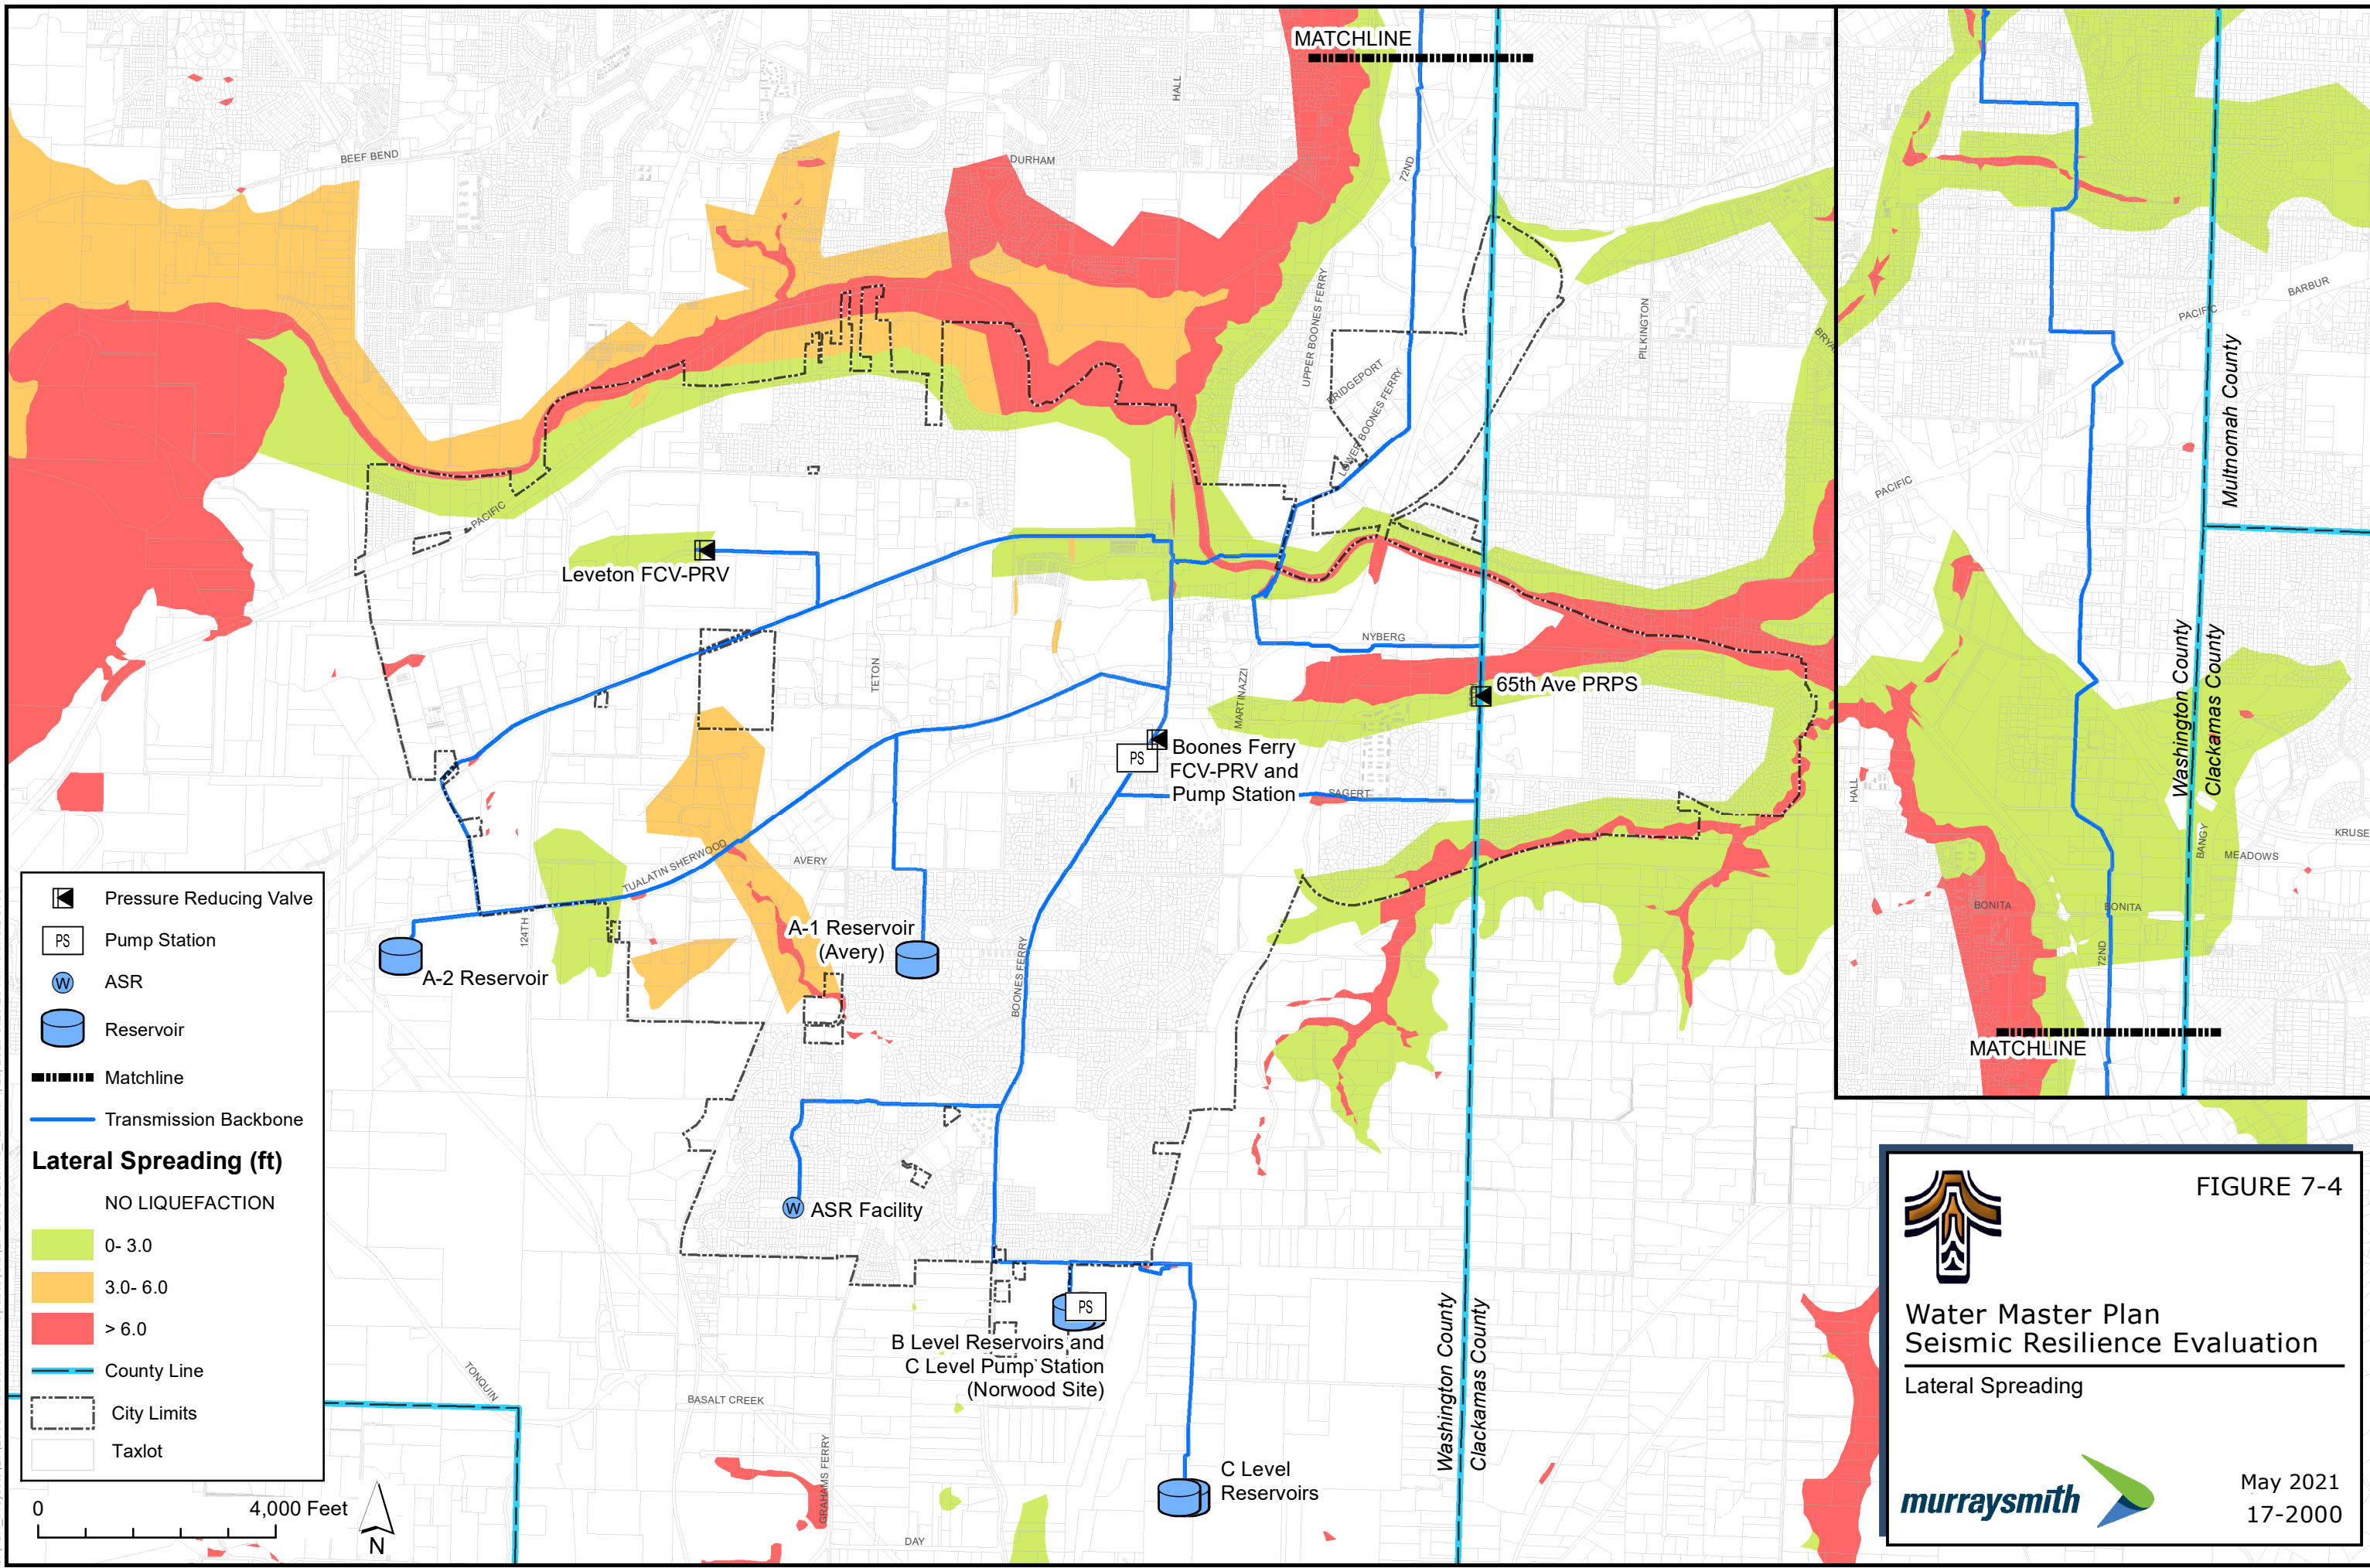 MATCHLINE
HALL
BEEF BEND
DURHAM
72ND
UPPER BOONES FERRY
BRIDGEPORT
LOWER BOONES FERRY
PILKINGTON
PACIFIC
Leveton FCV-PRV
NYBERG
TETON
MARTINAZZI
65th Ave PRPS
PS
Boones Ferry
FCV-PRV and
Pump Station
SAGERT
TUALATIN SHERWOOD
AVERY
124TH
A-1 Reservoir
(Avery)
A-2 Reservoir
BOONES FERRY
W
ASR Facility
PS
B Level Reservoirs and
C Level Pump Station
(Norwood Site)
Washington County
Clackamas County
TONQUIN
BASALT CREEK
GRAHAMS FERRY
DAY
C Level
Reservoirs
Pressure Reducing Valve
PS
Pump Station
W
ASR
Reservoir
Matchline
Transmission Backbone
Lateral Spreading (ft)
NO LIQUEFACTION
0- 3.0
3.0- 6.0
> 6.0
County Line
City Limits
Taxlot
0
4,000 Feet
N
BARBUR
PACIFIC
Multnomah County
PACIFIC
Washington County
Clackamas County
HALL
KRUSE
BANGY
MEADOWS
BONITA
BONITA
72ND
MATCHLINE
FIGURE 7-4
Water Master Plan
Seismic Resilience Evaluation
Lateral Spreading
murraysmith
May 2021
17-2000